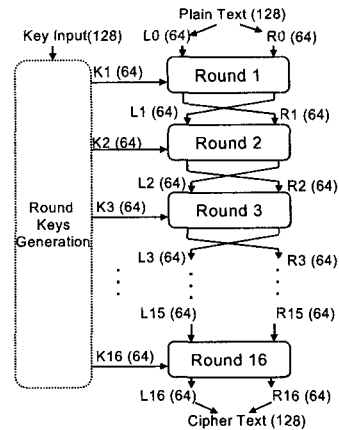 Plain Text (128)
Key Input(128)
L0 (64)
R0 (64)
K1 (64)
Round 1
L1 (64)
R1 (64)
K2 (64)
Round 2
L2 (64)
R2 (64)
K3 (64)
Round 3
Round
Keys
Generation
L3 (64)
R3 (64)
L15 (64)
R15 (64)
K16 (64)
Round 16
L16 (64)
R16 (64)
Cipher Text (128)